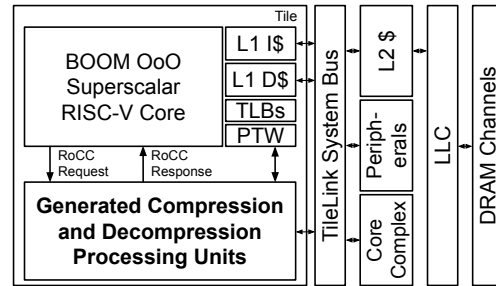 Tile
BOOM OoO
Superscalar
RISC-V Core
L1 I$
L1 D$
TLBs
PTW
RoCC
Request
RoCC
Response
Generated Compression
and Decompression
Processing Units
TileLink System Bus
L2 $
Periph-
erals
Core
Complex
LLC
DRAM Channels